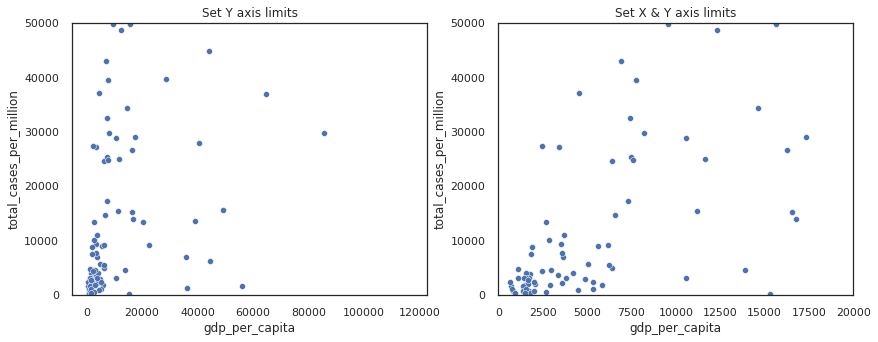 Set Y axis limits
50000
40000
30000
20000
10000
0
total_cases_per_million
0 20000 40000 60000 80000 100000 120000
gdp_per_capita
Set X & Y axis limits
50000
40000
30000
20000
10000
0
total_cases_per_million
0 2500 5000 7500 10000 12500 15000 17500 20000
gdp_per_capita